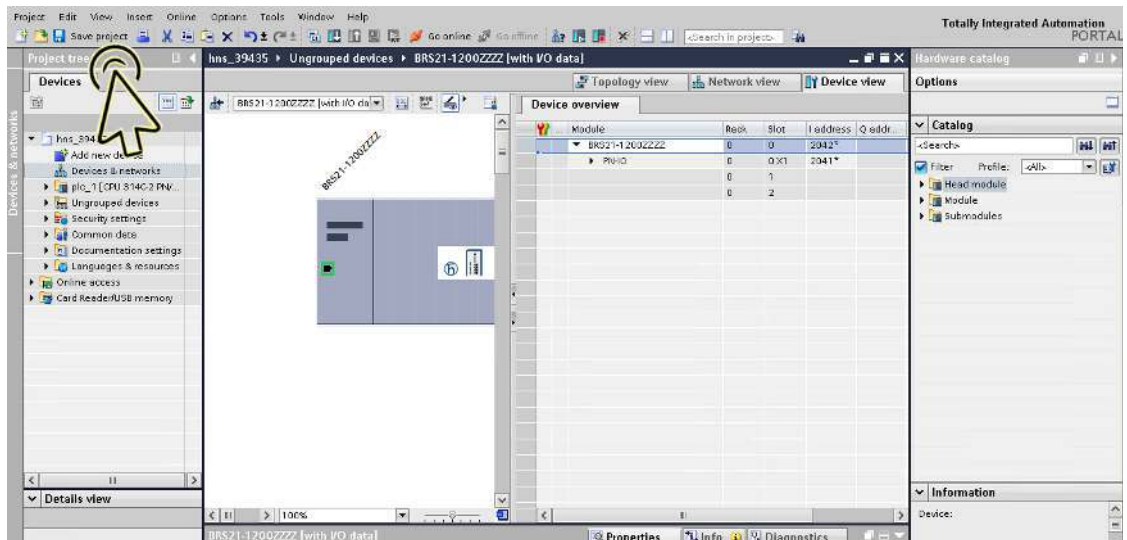 Project Edit View Insert Online Options Tools Window Help
Totally Integrated Automation
PORTAL
Save project
Go online
Go offline
<Search in project>
Project tree
hns_39435 ▸ Ungrouped devices ▸ BRS21-1200ZZZZ [with I/O data]
Hardware catalog
Devices
Topology view
Network view
Device view
Options
BRS21-1200ZZZZ [with I/O da
Device overview
Devices & networks
Module Rack Slot I address Q addr...
BRS21-1200ZZZZ 0 0 2042*
PN-IO 0 0 X1 2041*
0 1
0 2
Catalog
<Search>
Filter Profile: <All>
Head module
Module
Submodules
Add new
Devices & networks
plc_1 [CPU 314C-2 PN/...
Ungrouped devices
Security settings
Common data
Documentation settings
Languages & resources
Online access
Card Reader/USB memory
BRS21-1200ZZZZ
Details view
100%
Information
Device:
BRS21-1200ZZZZ [with I/O data]
Properties
Info
Diagnostics